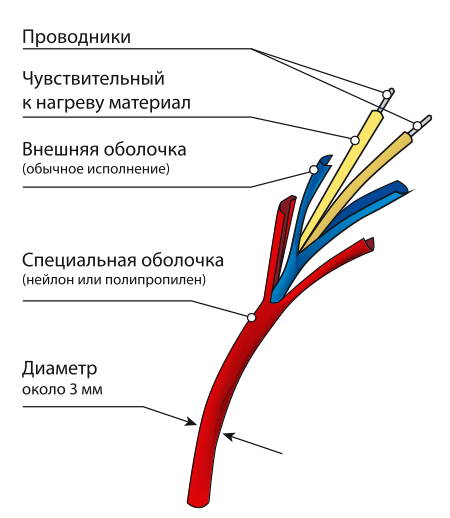 Проводники
Чувствительный
к нагреву материал
Внешняя оболочка
(обычное исполнение)
Специальная оболочка
(нейлон или полипропилен)
Диаметр
около 3 мм